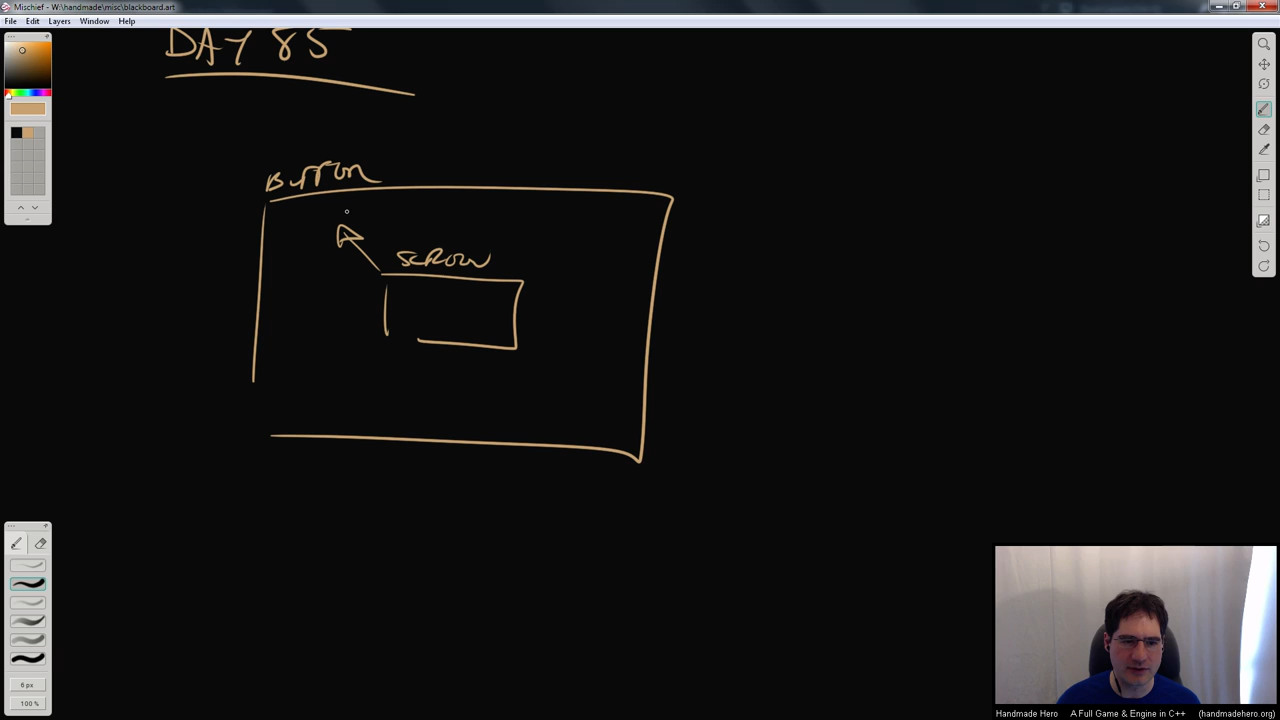 Mischief - W:\handmade\misc\blackboard.art
File Edit Layers Window Help
DAY 85
BUTTON
6 px
100 %
Handmade Hero A Full Game & Engine in C++ (handmadehero.org)